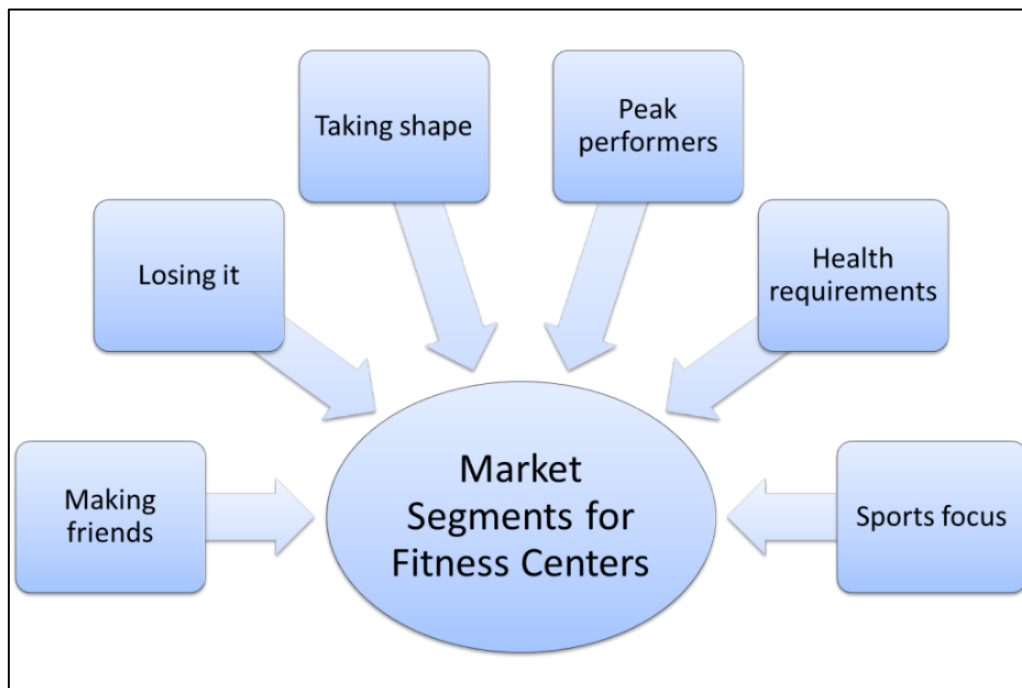 Taking shape
Peak
performers
Losing it
Health
requirements
Making
friends
Market
Segments for
Fitness Centers
Sports focus